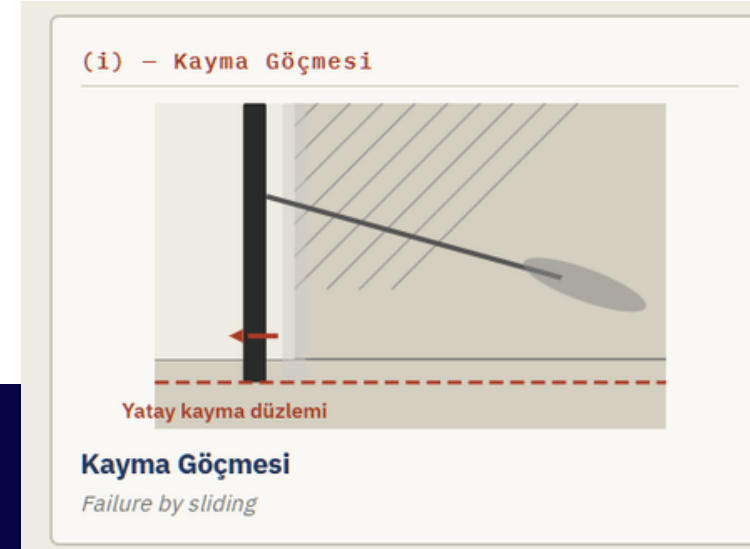 (i) — Kayma Göçmesi
Yatay kayma düzlemi
Kayma Göçmesi
Failure by sliding